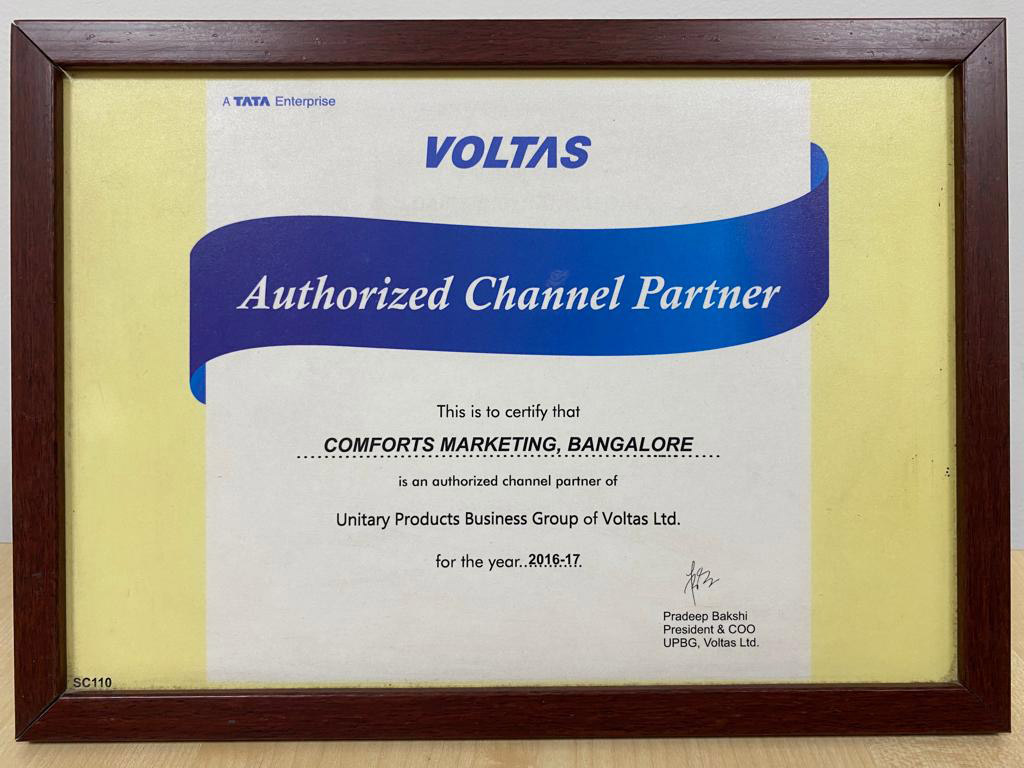 A TATA Enterprise
VOLTAS
Authorized Channel Partner
This is to certify that
COMFORTS MARKETING, BANGALORE
is an authorized channel partner of
Unitary Products Business Group of Voltas Ltd.
for the year..2016-17.
Pradeep Bakshi
President & COO
UPBG, Voltas Ltd.
SC110